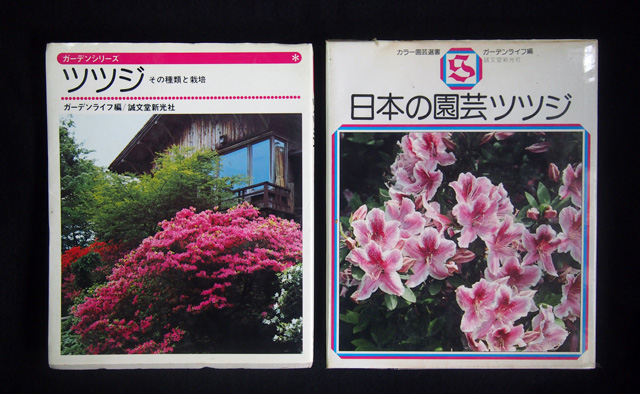 ガーデンシリーズ
*
ツツジ その種類と栽培
ガーデンライフ編/誠文堂新光社
カラー園芸選書
S
ガーデンライフ編
誠文堂新光社
日本の園芸ツツジ